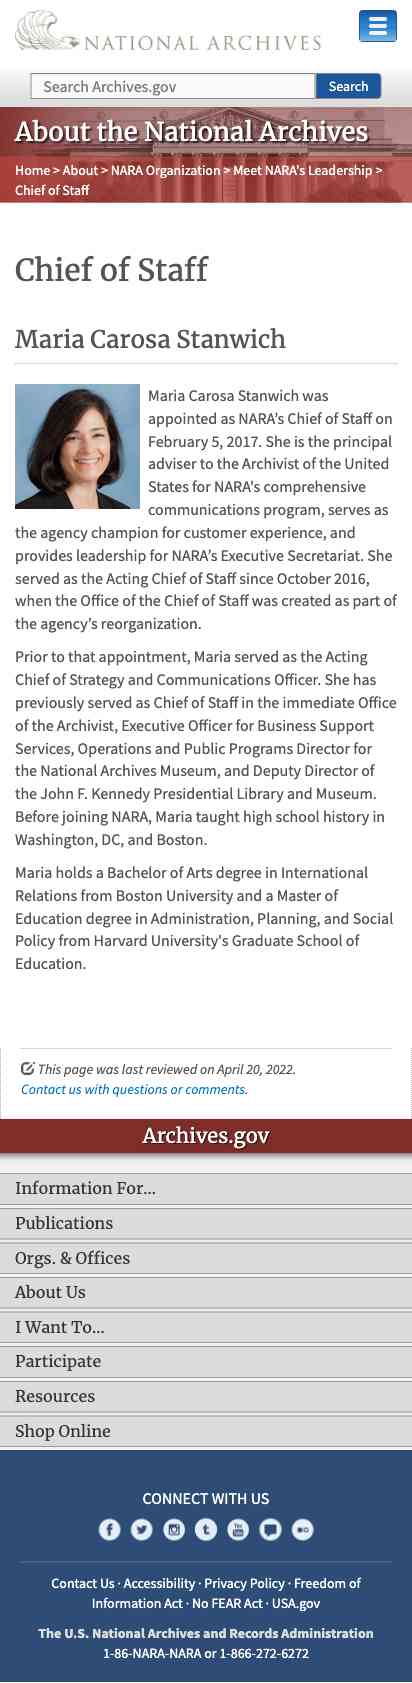 NATIONAL ARCHIVES
Search Archives.gov
Search
About the National Archives
Home > About > NARA Organization > Meet NARA's Leadership >
Chief of Staff
Chief of Staff
Maria Carosa Stanwich
Maria Carosa Stanwich was
appointed as NARA’s Chief of Staff on
February 5, 2017. She is the principal
adviser to the Archivist of the United
States for NARA's comprehensive
communications program, serves as
the agency champion for customer experience, and
provides leadership for NARA’s Executive Secretariat. She
served as the Acting Chief of Staff since October 2016,
when the Office of the Chief of Staff was created as part of
the agency’s reorganization.
Prior to that appointment, Maria served as the Acting
Chief of Strategy and Communications Officer. She has
previously served as Chief of Staff in the immediate Office
of the Archivist, Executive Officer for Business Support
Services, Operations and Public Programs Director for
the National Archives Museum, and Deputy Director of
the John F. Kennedy Presidential Library and Museum.
Before joining NARA, Maria taught high school history in
Washington, DC, and Boston.
Maria holds a Bachelor of Arts degree in International
Relations from Boston University and a Master of
Education degree in Administration, Planning, and Social
Policy from Harvard University's Graduate School of
Education.
This page was last reviewed on April 20, 2022.
Contact us with questions or comments.
Archives.gov
Information For…
Publications
Orgs. & Offices
About Us
I Want To…
Participate
Resources
Shop Online
CONNECT WITH US
Contact Us · Accessibility · Privacy Policy · Freedom of
Information Act · No FEAR Act · USA.gov
The U.S. National Archives and Records Administration
1-86-NARA-NARA or 1-866-272-6272